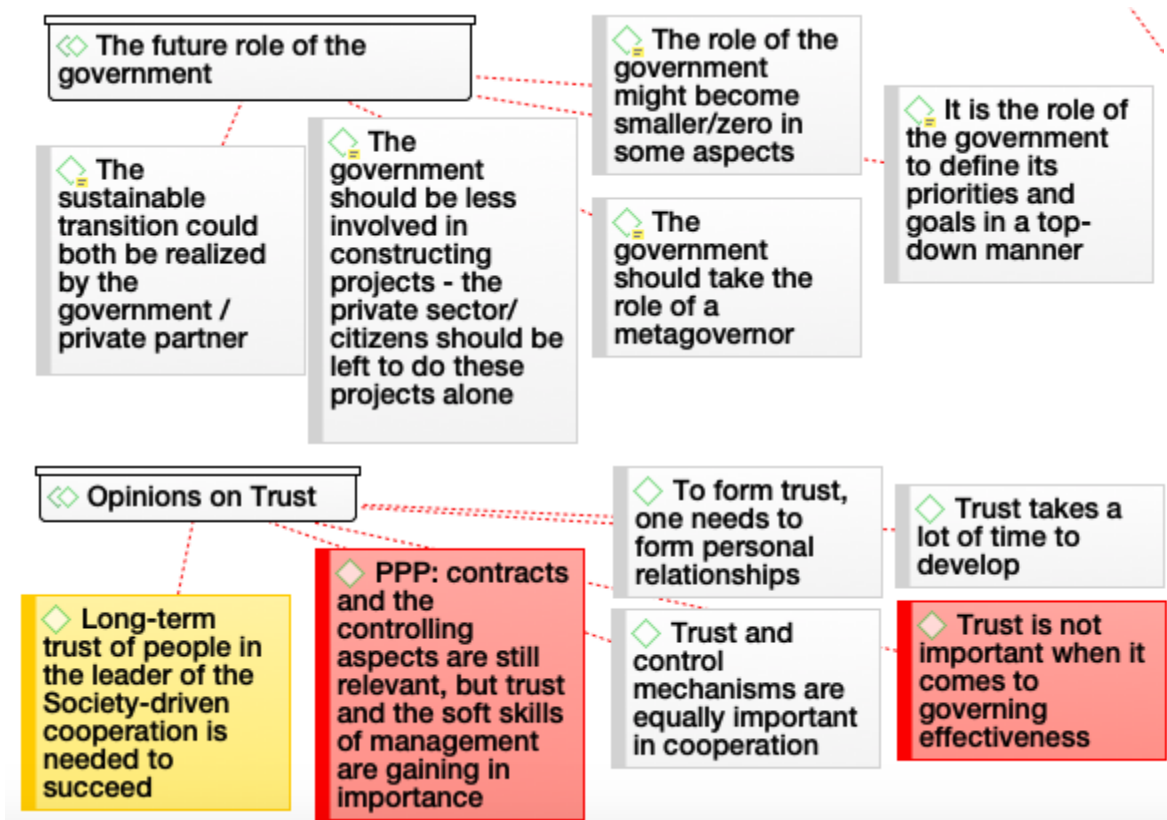 The future role of the
government
The
sustainable
transition could
both be realized
by the
government /
private partner
The
government
should be less
involved in
constructing
projects - the
private sector/
citizens should be
left to do these
projects alone
The role of the
government
might become
smaller/zero in
some aspects
The
government
should take the
role of a
metagovernor
It is the role of
the government
to define its
priorities and
goals in a top-
down manner
Opinions on Trust
Long-term
trust of people in
the leader of the
Society-driven
cooperation is
needed to
succeed
PPP: contracts
and the
controlling
aspects are still
relevant, but trust
and the soft skills
of management
are gaining in
importance
To form trust,
one needs to
form personal
relationships
Trust and
control
mechanisms are
equally important
in cooperation
Trust takes a
lot of time to
develop
Trust is not
important when it
comes to
governing
effectiveness